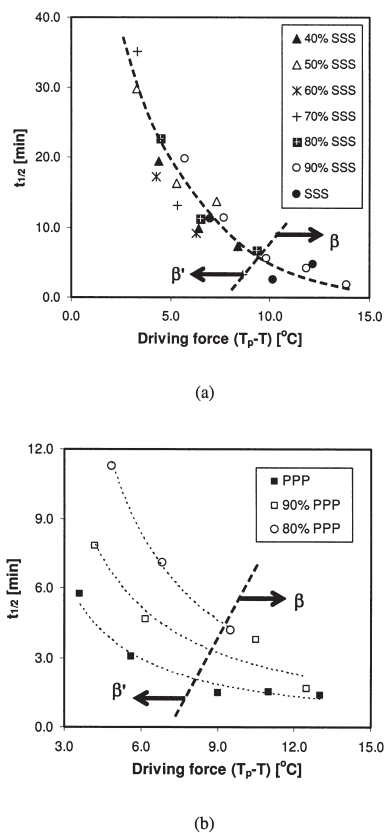 (a)
40.0
30.0
20.0
10.0
0.0
t1/2 [min]
40% SSS
50% SSS
60% SSS
70% SSS
80% SSS
90% SSS
SSS
β
β'
0.0 5.0 10.0 15.0
Driving force (Tp-T) [°C]
(a)
12.0
9.0
6.0
3.0
0.0
t1/2 [min]
PPP
90% PPP
80% PPP
β
β'
3.0 6.0 9.0 12.0 15.0
Driving force (Tp-T) [°C]
(b)